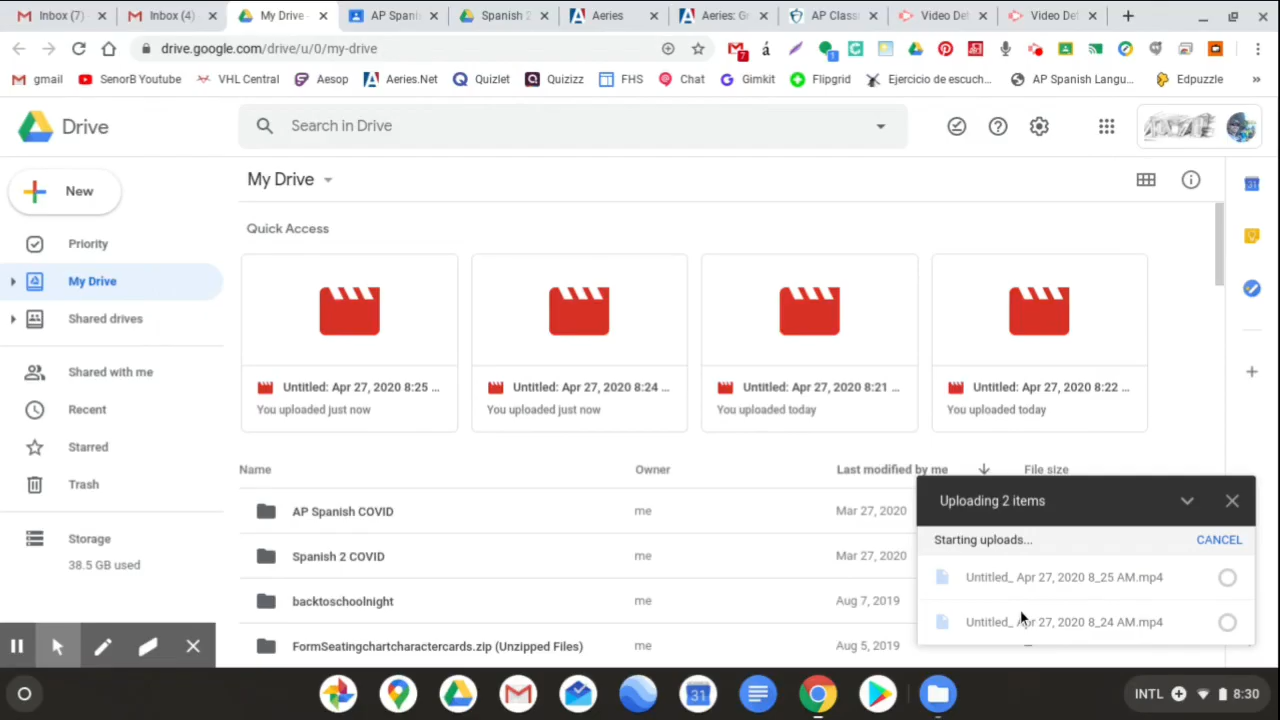 Inbox (7) -
Inbox (4)
My Drive -
AP Spani
Spanish 2
Aeries
Aeries: Gr
AP Class
Video Det
Video Det
drive.google.com/drive/u/0/my-drive
gmail
SenorB Youtube
VHL Central
Aesop
Aeries.Net
Quizlet
Quizizz
FHS
Chat
Gimkit
Flipgrid
Ejercicio de escuch...
AP Spanish Langu...
Edpuzzle
»
Drive
Search in Drive
New
Priority
My Drive
Shared drives
Shared with me
Recent
Starred
Trash
Storage
38.5 GB used
My Drive
Quick Access
Untitled: Apr 27, 2020 8:25 ...
You uploaded just now
Untitled: Apr 27, 2020 8:24 ...
You uploaded just now
Untitled: Apr 27, 2020 8:21 ...
You uploaded today
Untitled: Apr 27, 2020 8:22 ...
You uploaded today
Name Owner Last modified by me File size
AP Spanish COVID me Mar 27, 2020
Spanish 2 COVID me Mar 27, 2020
backtoschoolnight me Aug 7, 2019
FormSeatingchartcharactercards.zip (Unzipped Files) me Aug 5, 2019
Uploading 2 items
Starting uploads... CANCEL
Untitled_ Apr 27, 2020 8_25 AM.mp4
Untitled_ Apr 27, 2020 8_24 AM.mp4
31
31
INTL 8:30